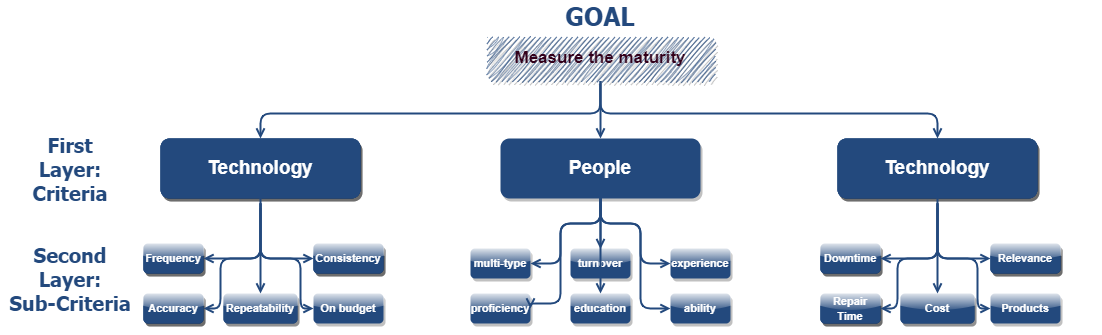 GOAL
Measure the maturity
First
Layer:
Criteria
Technology
People
Technology
Second
Layer:
Sub-Criteria
Frequency
Consistency
Accuracy
Repeatability
On budget
multi-type
turnover
experience
proficiency
education
ability
Downtime
Relevance
Repair
Time
Cost
Products